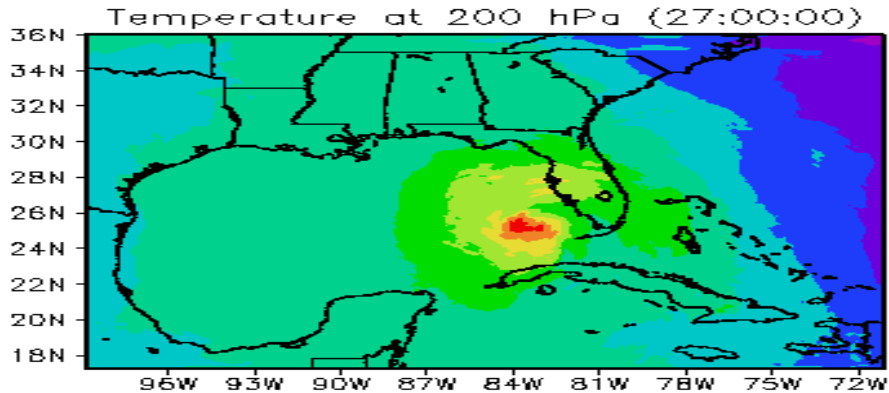 Temperature at 200 hPa (27:00:00)
36N
34N
32N
30N
28N
26N
24N
22N
20N
18N
96W 93W 90W 87W 84W 81W 78W 75W 72W